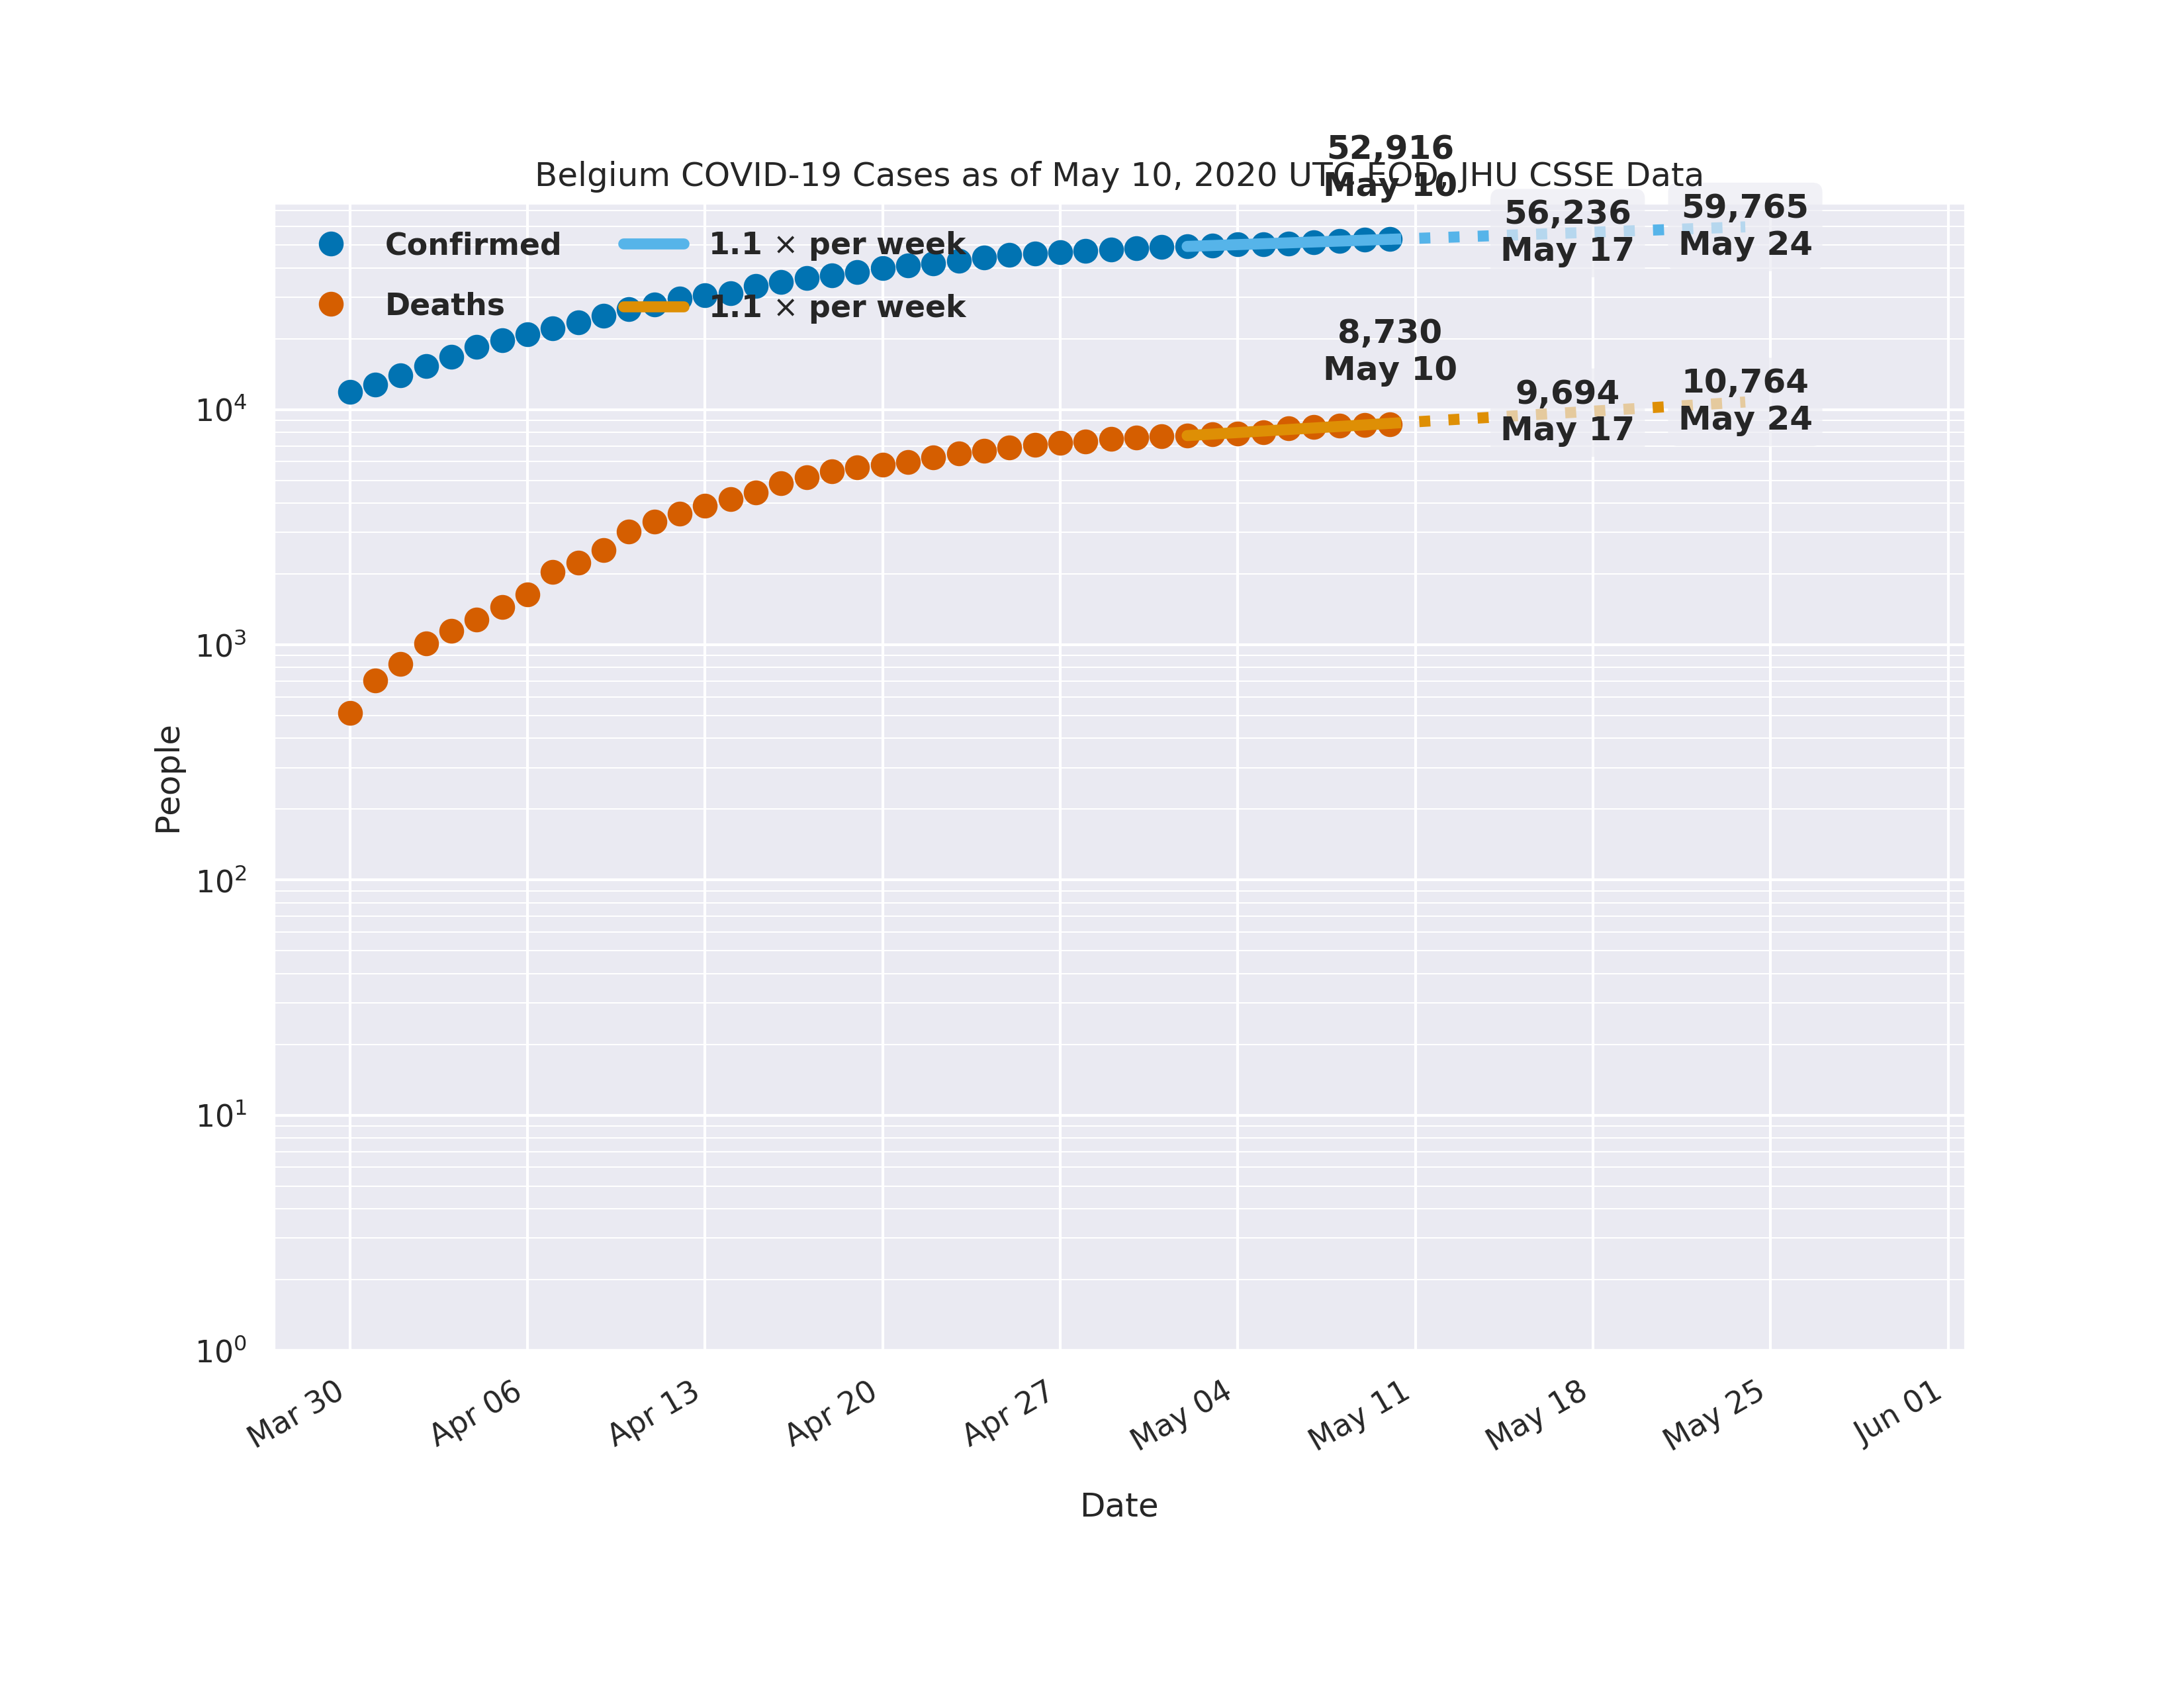 52,916
May 10
Belgium COVID-19 Cases as of May 10, 2020 UTC EOD, JHU CSSE Data
56,236
May 17
59,765
May 24
Confirmed
1.1 × per week
Deaths
1.1 × per week
8,730
May 10
9,694
May 17
10,764
May 24
10⁴
10³
10²
10¹
10⁰
People
Mar 30
Apr 06
Apr 13
Apr 20
Apr 27
May 04
May 11
May 18
May 25
Jun 01
Date